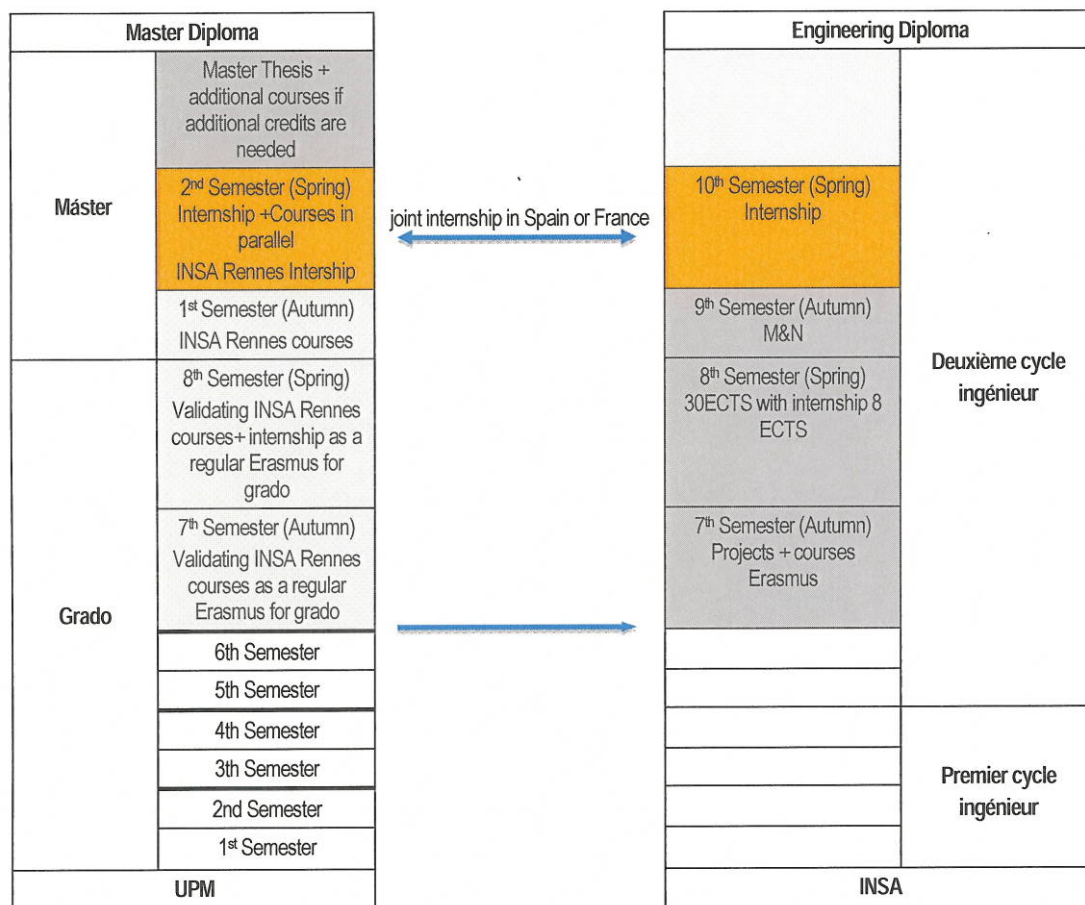 Master Diploma
Máster
Master Thesis +
additional courses if
additional credits are
needed
2nd Semester (Spring)
Internship +Courses in
parallel
INSA Rennes Intership
1st Semester (Autumn)
INSA Rennes courses
Grado
8th Semester (Spring)
Validating INSA Rennes
courses+ internship as a
regular Erasmus for
grado
7th Semester (Autumn)
Validating INSA Rennes
courses as a regular
Erasmus for grado
6th Semester
5th Semester
4th Semester
3th Semester
2nd Semester
1st Semester
UPM
joint internship in Spain or France
Engineering Diploma
10th Semester (Spring)
Internship
9th Semester (Autumn)
M&N
8th Semester (Spring)
30ECTS with internship 8
ECTS
7th Semester (Autumn)
Projects + courses
Erasmus
Deuxième cycle
ingénieur
Premier cycle
ingénieur
INSA